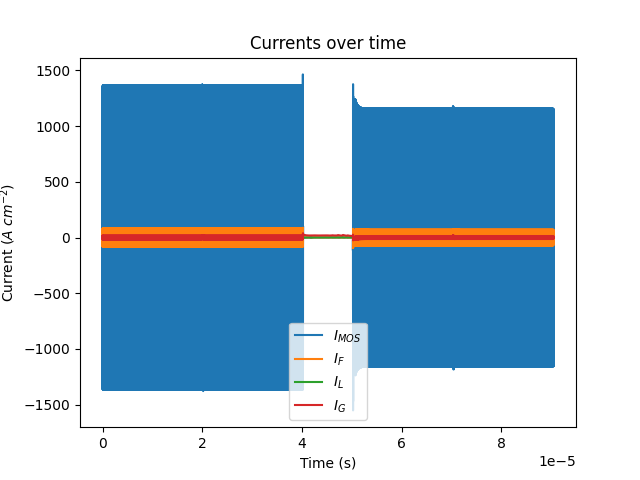 Currents over time
Current (A cm⁻²)
1500
1000
500
0
−500
−1000
−1500
I_MOS
I_F
I_L
I_G
0 2 4 6 8
1e−5
Time (s)